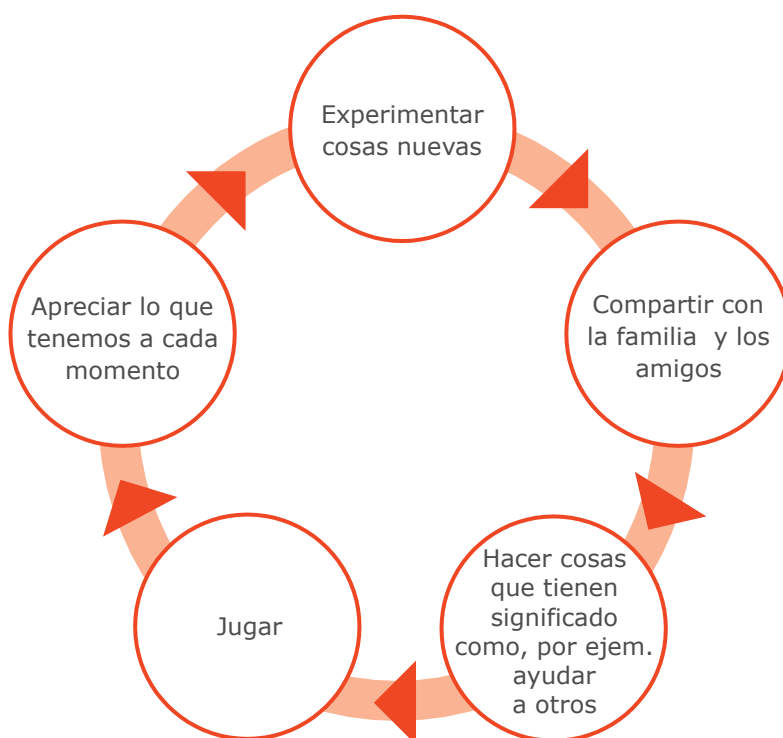 Experimentar
cosas nuevas
Compartir con
la familia  y los
amigos
Hacer cosas
que tienen
significado
como, por ejem.
ayudar
a otros
Jugar
Apreciar lo que
tenemos a cada
momento